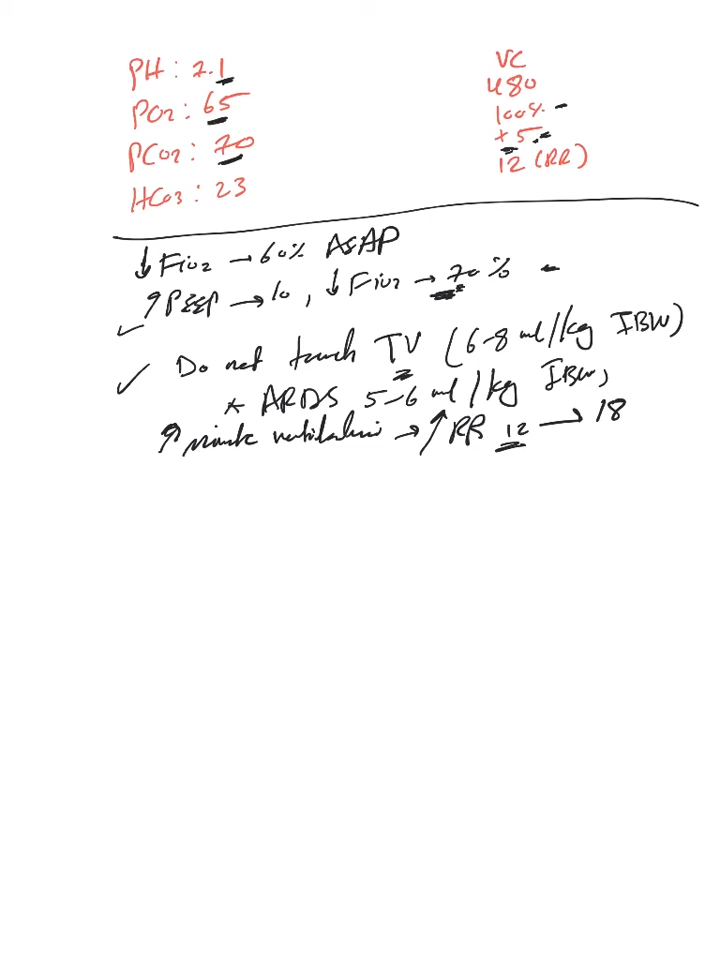 PH : 7.1
PO2 : 65
PCO2 : 70
HCO3 : 23
VC
480
100%
+ 5
12 (RR)
↓ FiO2 → 60% ASAP
↑ PEEP → 10, ↓ FiO2 → 70%
✓ Do not touch TV (6-8 ml/kg IBW)
* ARDS 5-6 ml/kg IBW,
↑ minute ventilation → ↑ RR 12 → 18